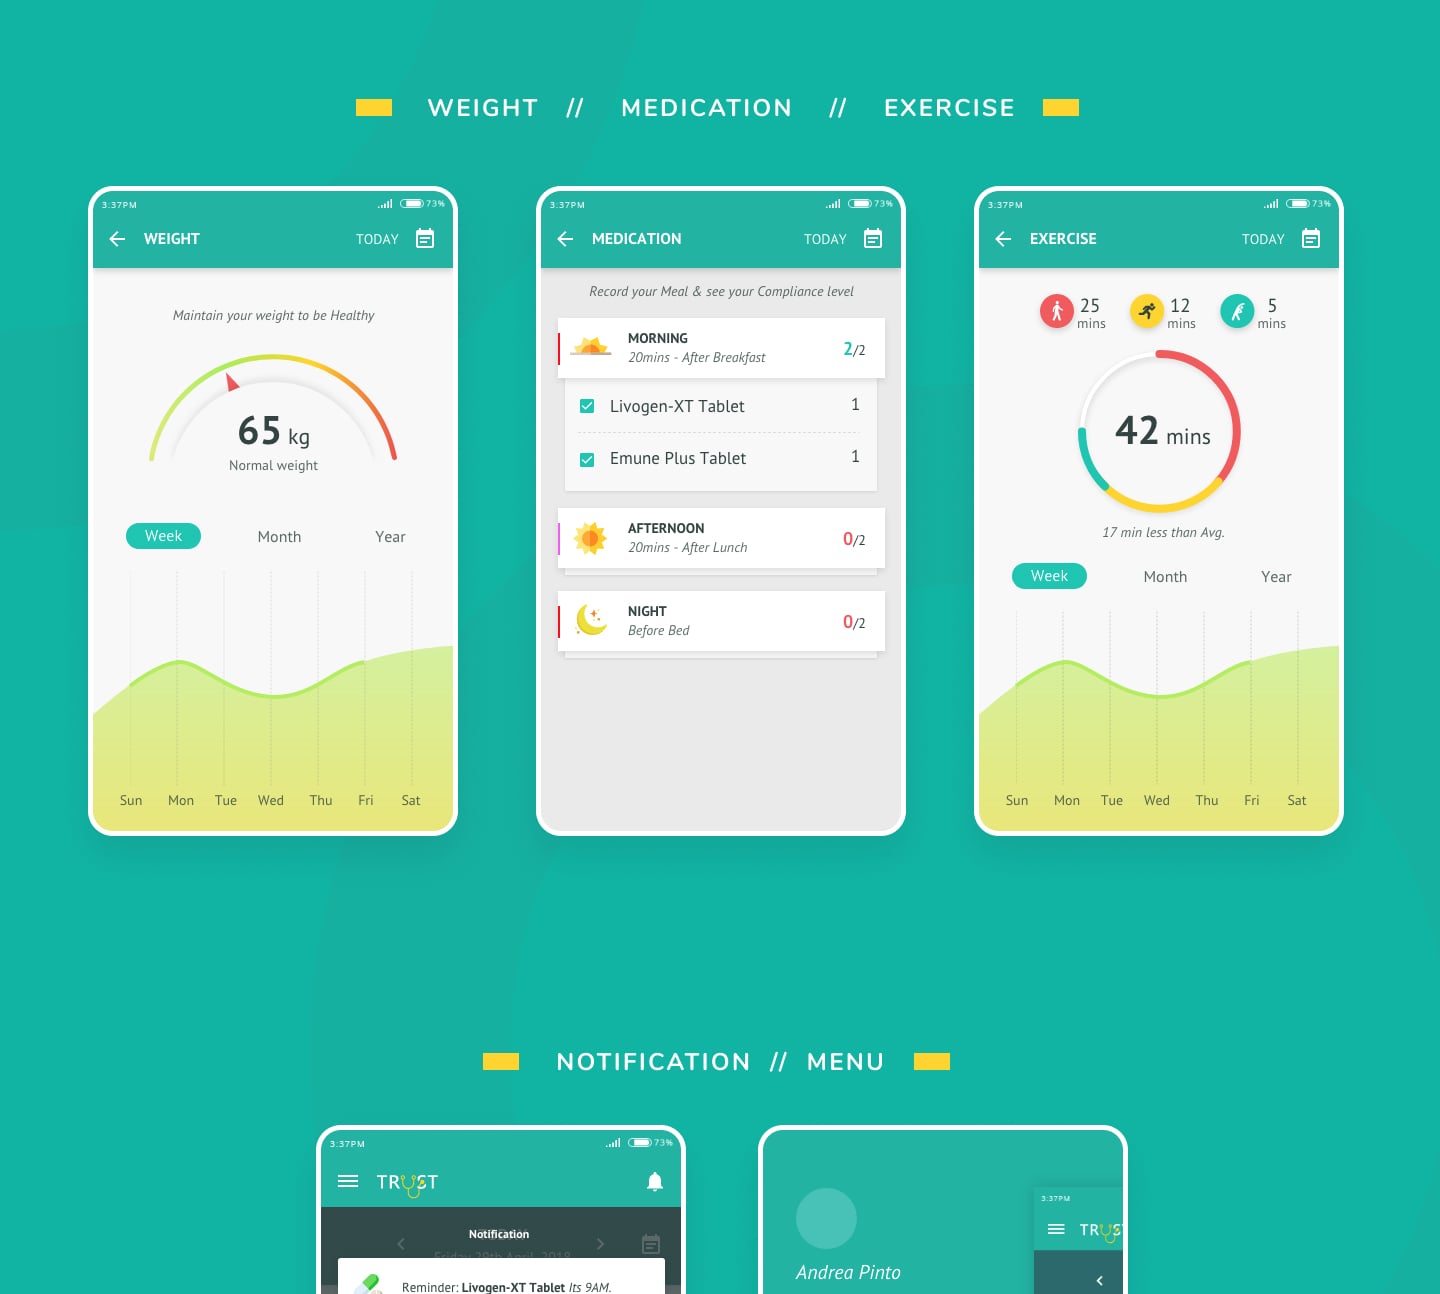 WEIGHT // MEDICATION // EXERCISE
3:37PM 73%
WEIGHT TODAY
Maintain your weight to be Healthy
65 kg
Normal weight
Week Month Year
Sun Mon Tue Wed Thu Fri Sat
3:37PM 73%
MEDICATION TODAY
Record your Meal & see your Compliance level
MORNING
20mins - After Breakfast
2/2
Livogen-XT Tablet 1
Emune Plus Tablet 1
AFTERNOON
20mins - After Lunch
0/2
NIGHT
Before Bed
0/2
3:37PM 73%
EXERCISE TODAY
25 mins
12 mins
5 mins
42 mins
17 min less than Avg.
Week Month Year
Sun Mon Tue Wed Thu Fri Sat
NOTIFICATION // MENU
3:37PM 73%
TRYST
Notification
Friday 29th April, 2018
Reminder: Livogen-XT Tablet Its 9AM.
Andrea Pinto
3:37PM